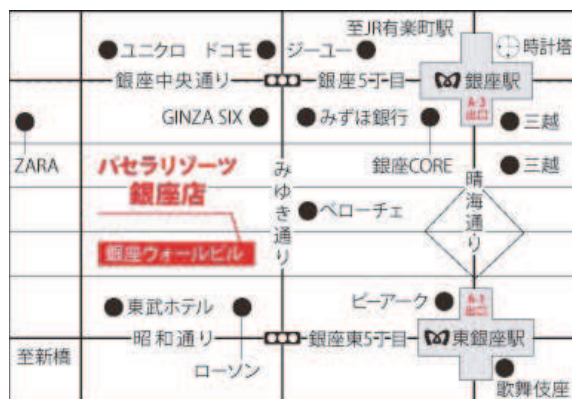 至JR有楽町駅
時計塔
ユニクロ
ドコモ
ジーユー
銀座中央通り
銀座5丁目
銀座駅
A-3
出口
GINZA SIX
みずほ銀行
三越
ZARA
銀座CORE
三越
パセラリゾーツ
銀座店
みゆき通り
晴海通り
ベローチェ
銀座ウォールビル
東武ホテル
ピーアーク
A-1
出口
昭和通り
銀座東5丁目
東銀座駅
至新橋
ローソン
歌舞伎座